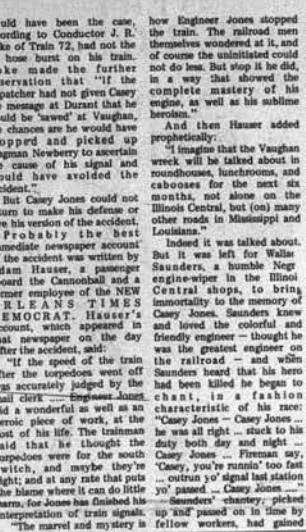 uld have been the case,
ording to Conductor J. R.
ke of Train 72, had not the
hose burst on his train.
oke made the further
servation that "if the
patcher had not given Casey
message at Durant that he
uld be 'sawed' at Vaughan,
e chances are he would have
opped and picked up
agman Newberry to ascertain
e cause of his signal and
ould have avoided the
cident."
But Casey Jones could not
turn to make his defense or
ve his version of the accident.
Probably the best
mediate newspaper account
f the accident was written by
dam Hauser, a passenger
board the Cannonball and a
rmer employe of the NEW
RLEANS TIMES
EMOCRAT. Hauser's
ccount, which appeared in
at newspaper on the day
fter the accident, said:
"If the speed of the train
fter the torpedoes went off
as accurately judged by the
ail clerk ..... Engineer Jones
id a wonderful as well as an
eroic piece of work, at the
ost of his life. The trainman
aid that he thought the
orpedoes were for the south
witch, and maybe they're
ight; and at any rate that puts
he blame where it can do little
arm, for Jones has finished his
nterpretation of train signals.
"The marvel and mystery is
how Engineer Jones stopped
the train. The railroad men
themselves wondered at it, and
of course the uninitiated could
not do less. But stop it he did,
in a way that showed the
complete mastery of his
engine, as well as his sublime
heroism."
And then Hauser added
prophetically:
"I imagine that the Vaughan
wreck will be talked about in
roundhouses, lunchrooms, and
cabooses for the next six
months, not alone on the
Illinois Central, but (on) many
other roads in Mississippi and
Louisiana."
Indeed it was talked about.
But it was left for Wallas
Saunders, a humble Negr
engine-wiper in the Illinoi
Central shops, to bring
immortality to the memory of
Casey Jones. Saunders knew
and loved the colorful and
friendly engineer — thought he
was the greatest engineer on
the railroad — and when
Saunders heard that his hero
had been killed he began to
chant, in a fashion
characteristic of his race:
"Casey Jones — Casey Jones ...
he was all right ... stuck to his
duty both day and night ...
Casey Jones ... Fireman say,
'Casey, you're runnin' too fast
... outrun yo' signal ... last station
yo' passed ... Casey Jones ..."
Saunders' chantey, picked
up and passed on in time by
fellow workers, had gain